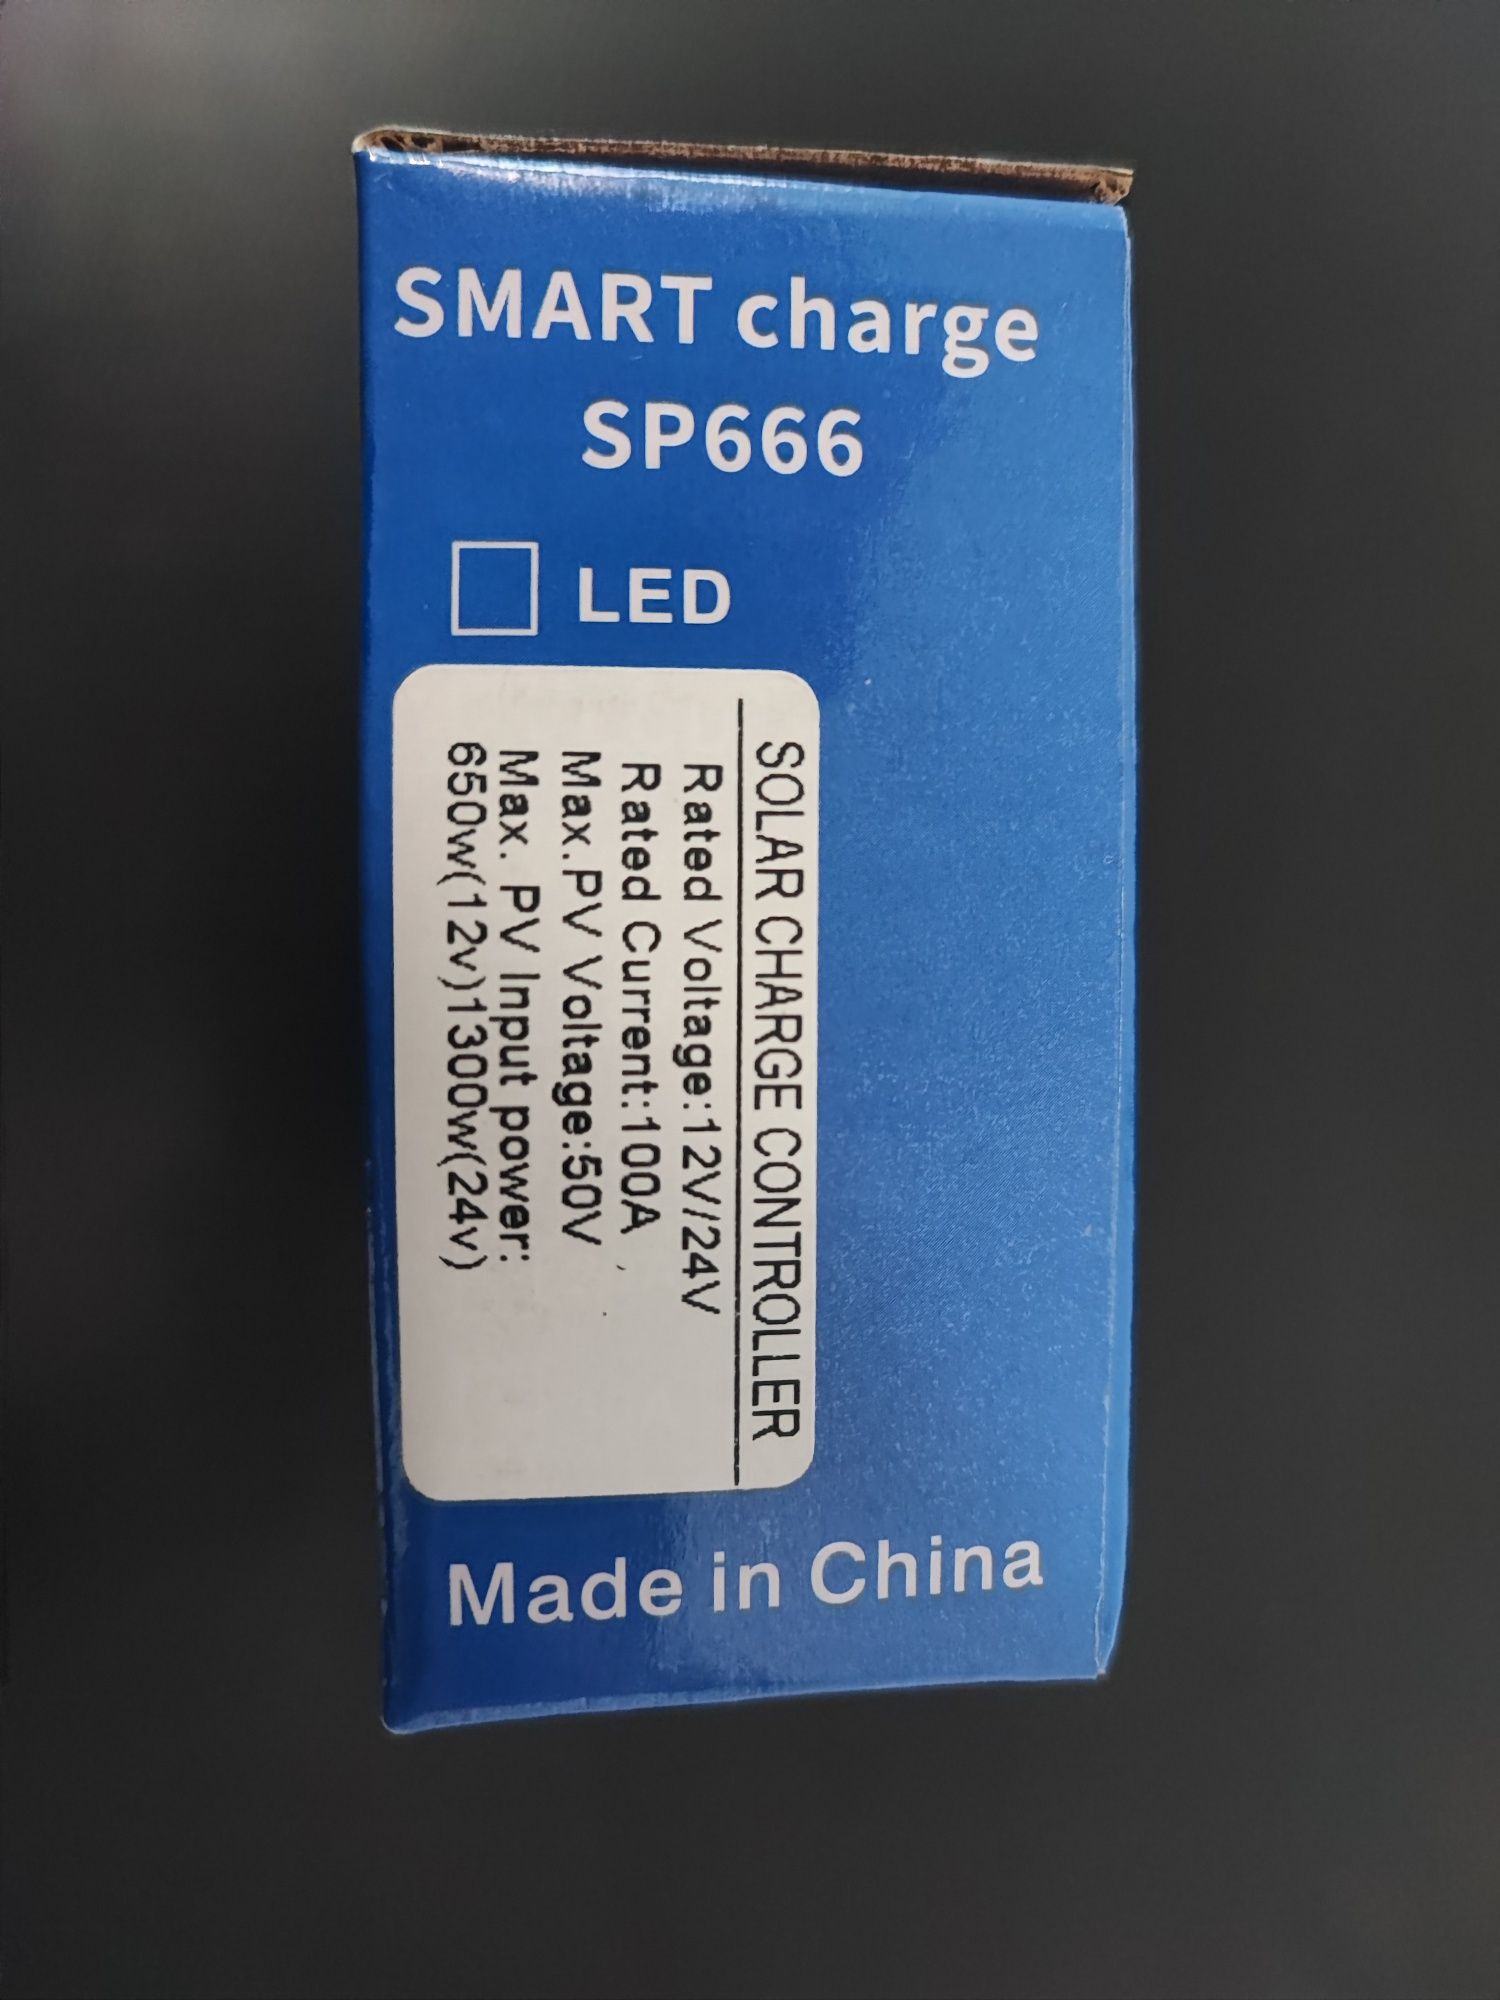 SMART charge
SP666
LED
SOLAR CHARGE CONTROLLER
Rated Voltage:12V/24V
Rated Current:100A
Max.PV Voltage:50V
Max. PV Input power:
650w(12v)1300w(24v)
Made in China